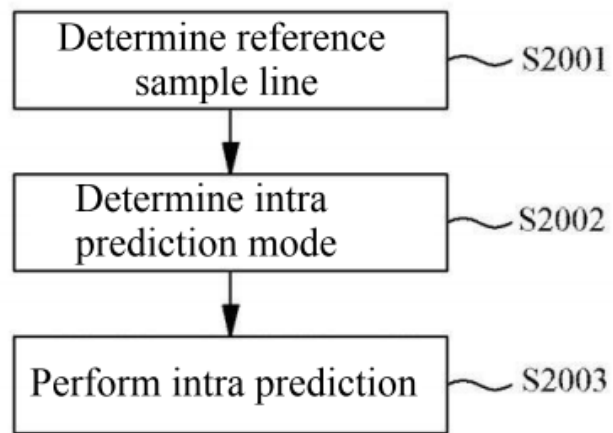 Determine reference
sample line
S2001
Determine intra
prediction mode
S2002
Perform intra prediction
S2003